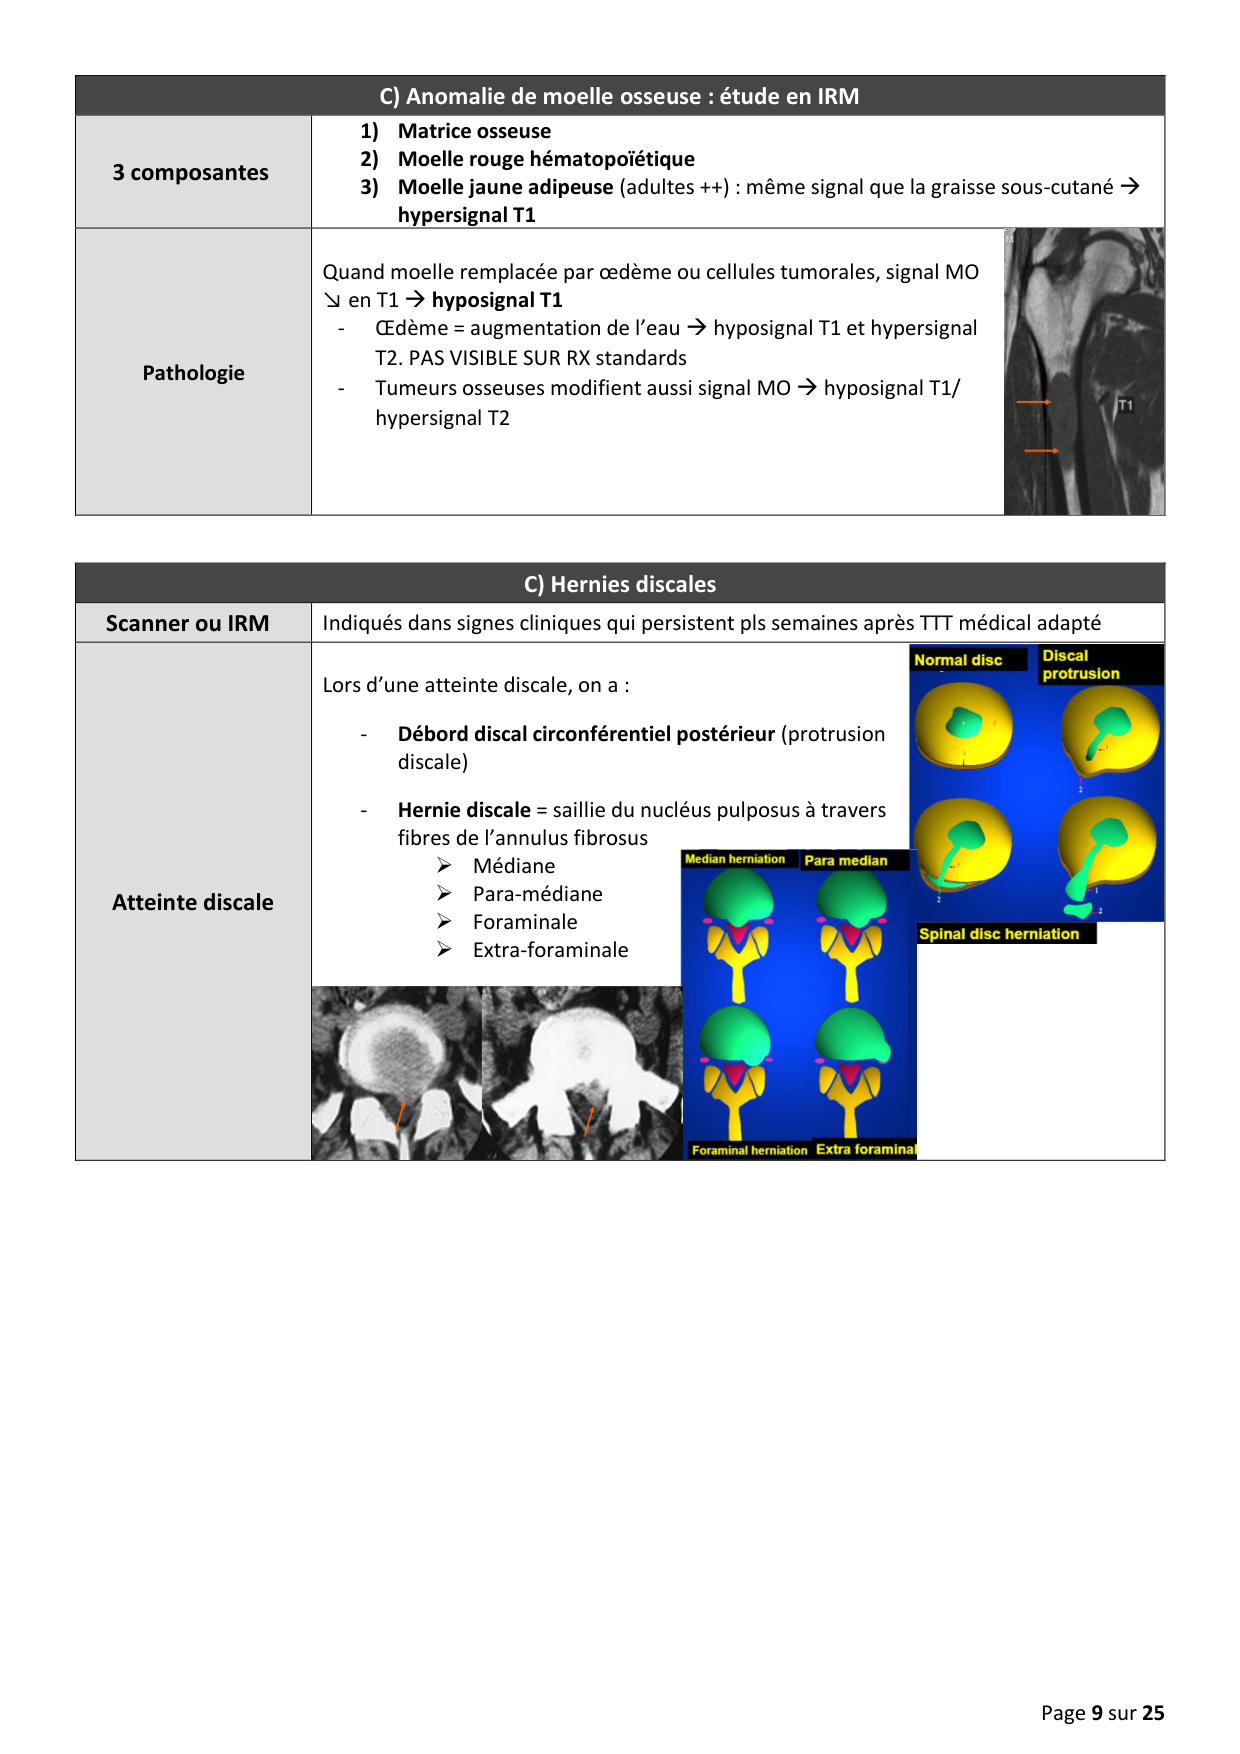 C) Anomalie de moelle osseuse : étude en IRM
3 composantes
1) Matrice osseuse
2) Moelle rouge hématopoïétique
3) Moelle jaune adipeuse (adultes ++) : même signal que la graisse sous-cutané →
hypersignal T1
Pathologie
Quand moelle remplacée par œdème ou cellules tumorales, signal MO
↘ en T1 → hyposignal T1
- Œdème = augmentation de l’eau → hyposignal T1 et hypersignal
T2. PAS VISIBLE SUR RX standards
- Tumeurs osseuses modifient aussi signal MO → hyposignal T1/
hypersignal T2
T1
C) Hernies discales
Scanner ou IRM
Indiqués dans signes cliniques qui persistent pls semaines après TTT médical adapté
Atteinte discale
Lors d’une atteinte discale, on a :
- Débord discal circonférentiel postérieur (protrusion
discale)
- Hernie discale = saillie du nucléus pulposus à travers
fibres de l’annulus fibrosus
➢ Médiane
➢ Para-médiane
➢ Foraminale
➢ Extra-foraminale
Normal disc
Discal
protrusion
2
1
2
1
2
Spinal disc herniation
Median herniation
Para median
Foraminal herniation
Extra foraminal
Page 9 sur 25